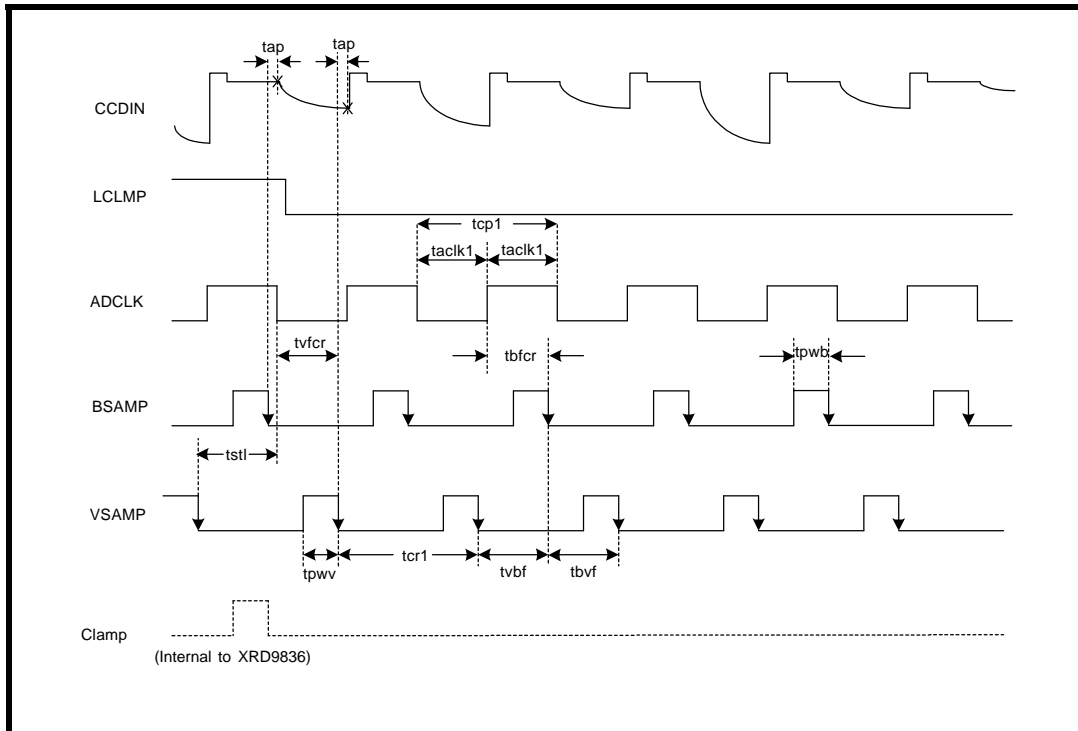 tap
tap
CCDIN
LCLMP
tcp1
taclk1
taclk1
ADCLK
tvfcr
tbfcr
tpwb
BSAMP
tstl
VSAMP
tpwv
tcr1
tvbf
tbvf
Clamp
(Internal to XRD9836)